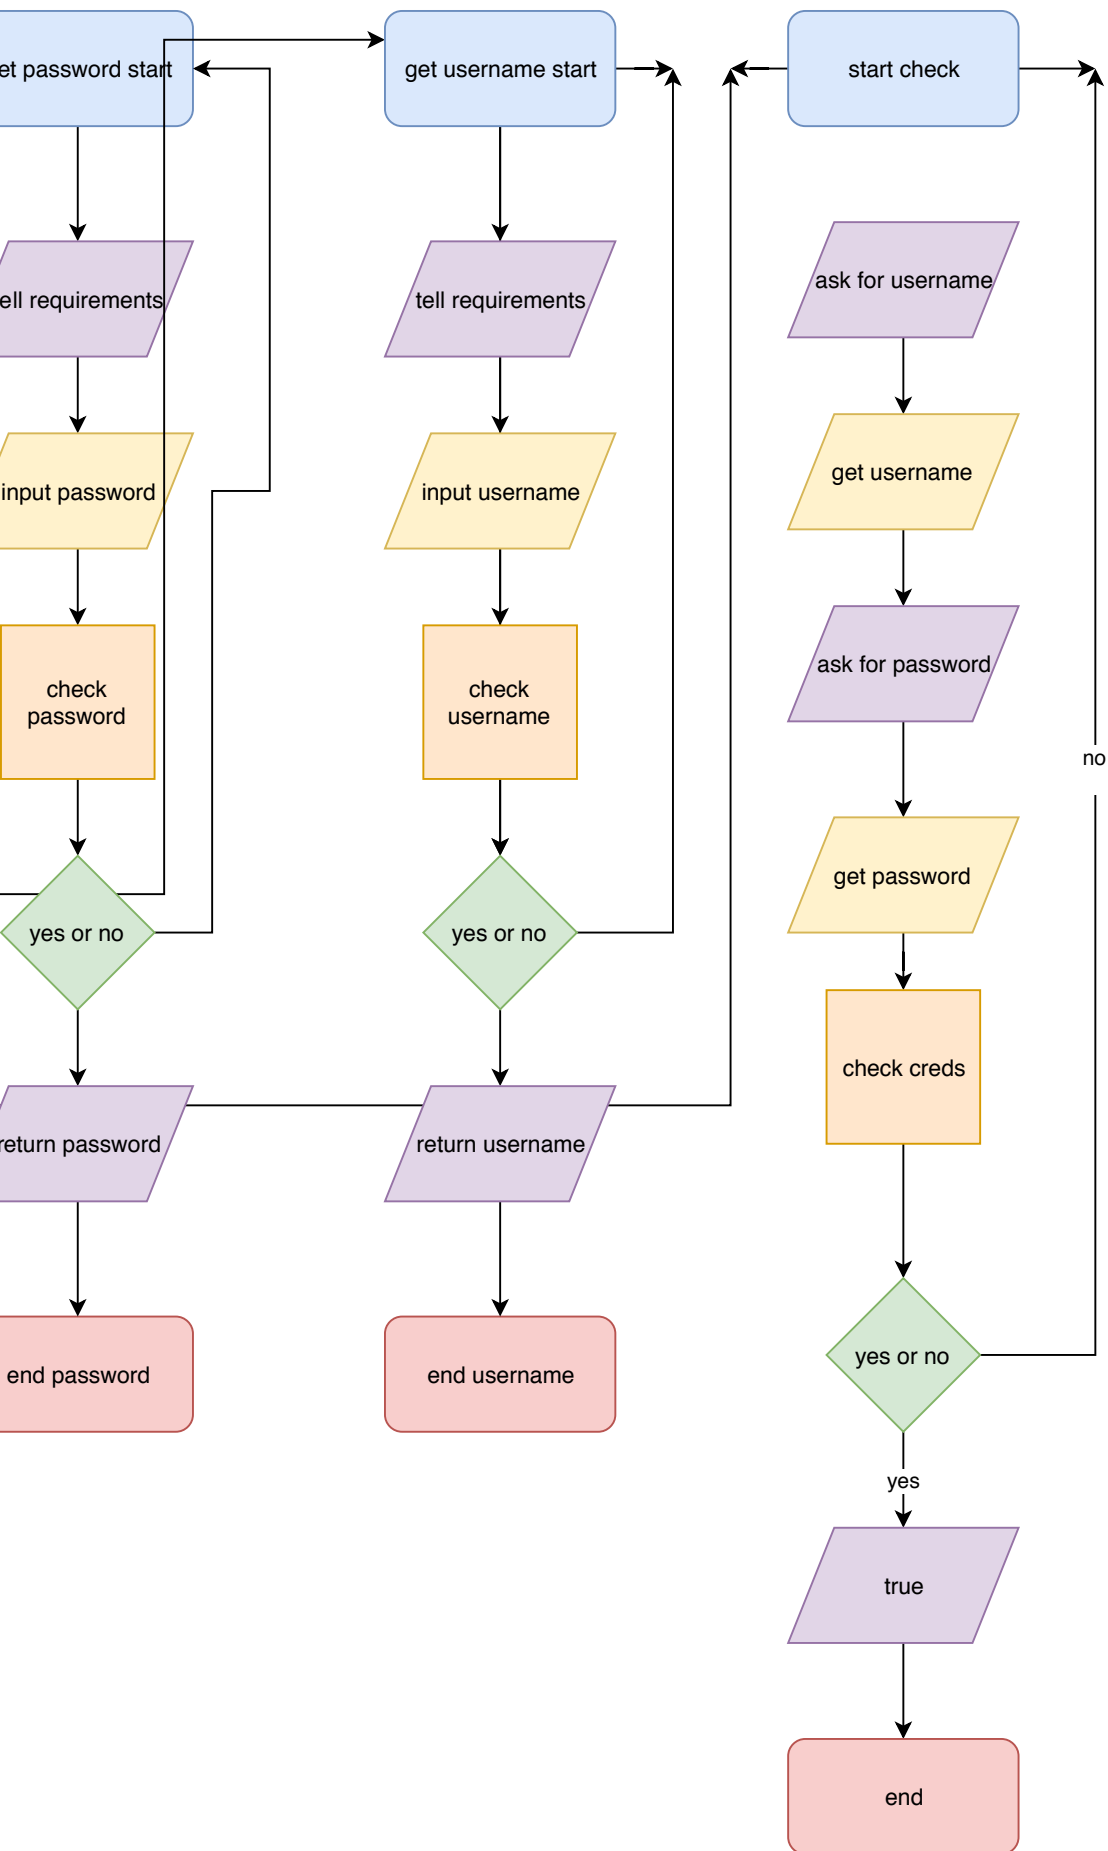 et password start
ell requirements
input password
check
password
yes or no
return password
end password
get username start
tell requirements
input username
check
username
yes or no
return username
end username
start check
ask for username
get username
ask for password
get password
check creds
yes or no
no
yes
true
end